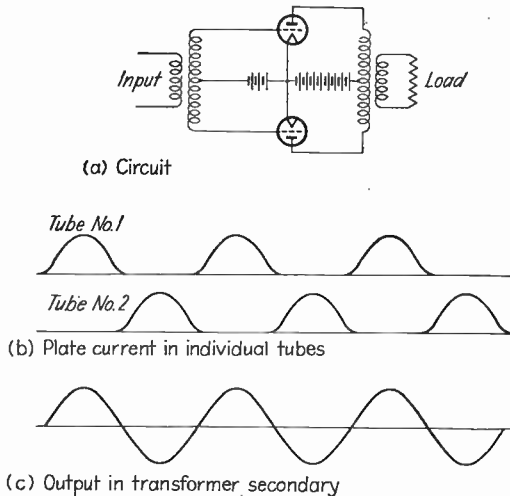 Input
Load
(a) Circuit
Tube No.1
Tube No.2
(b) Plate current in individual tubes
(c) Output in transformer secondary